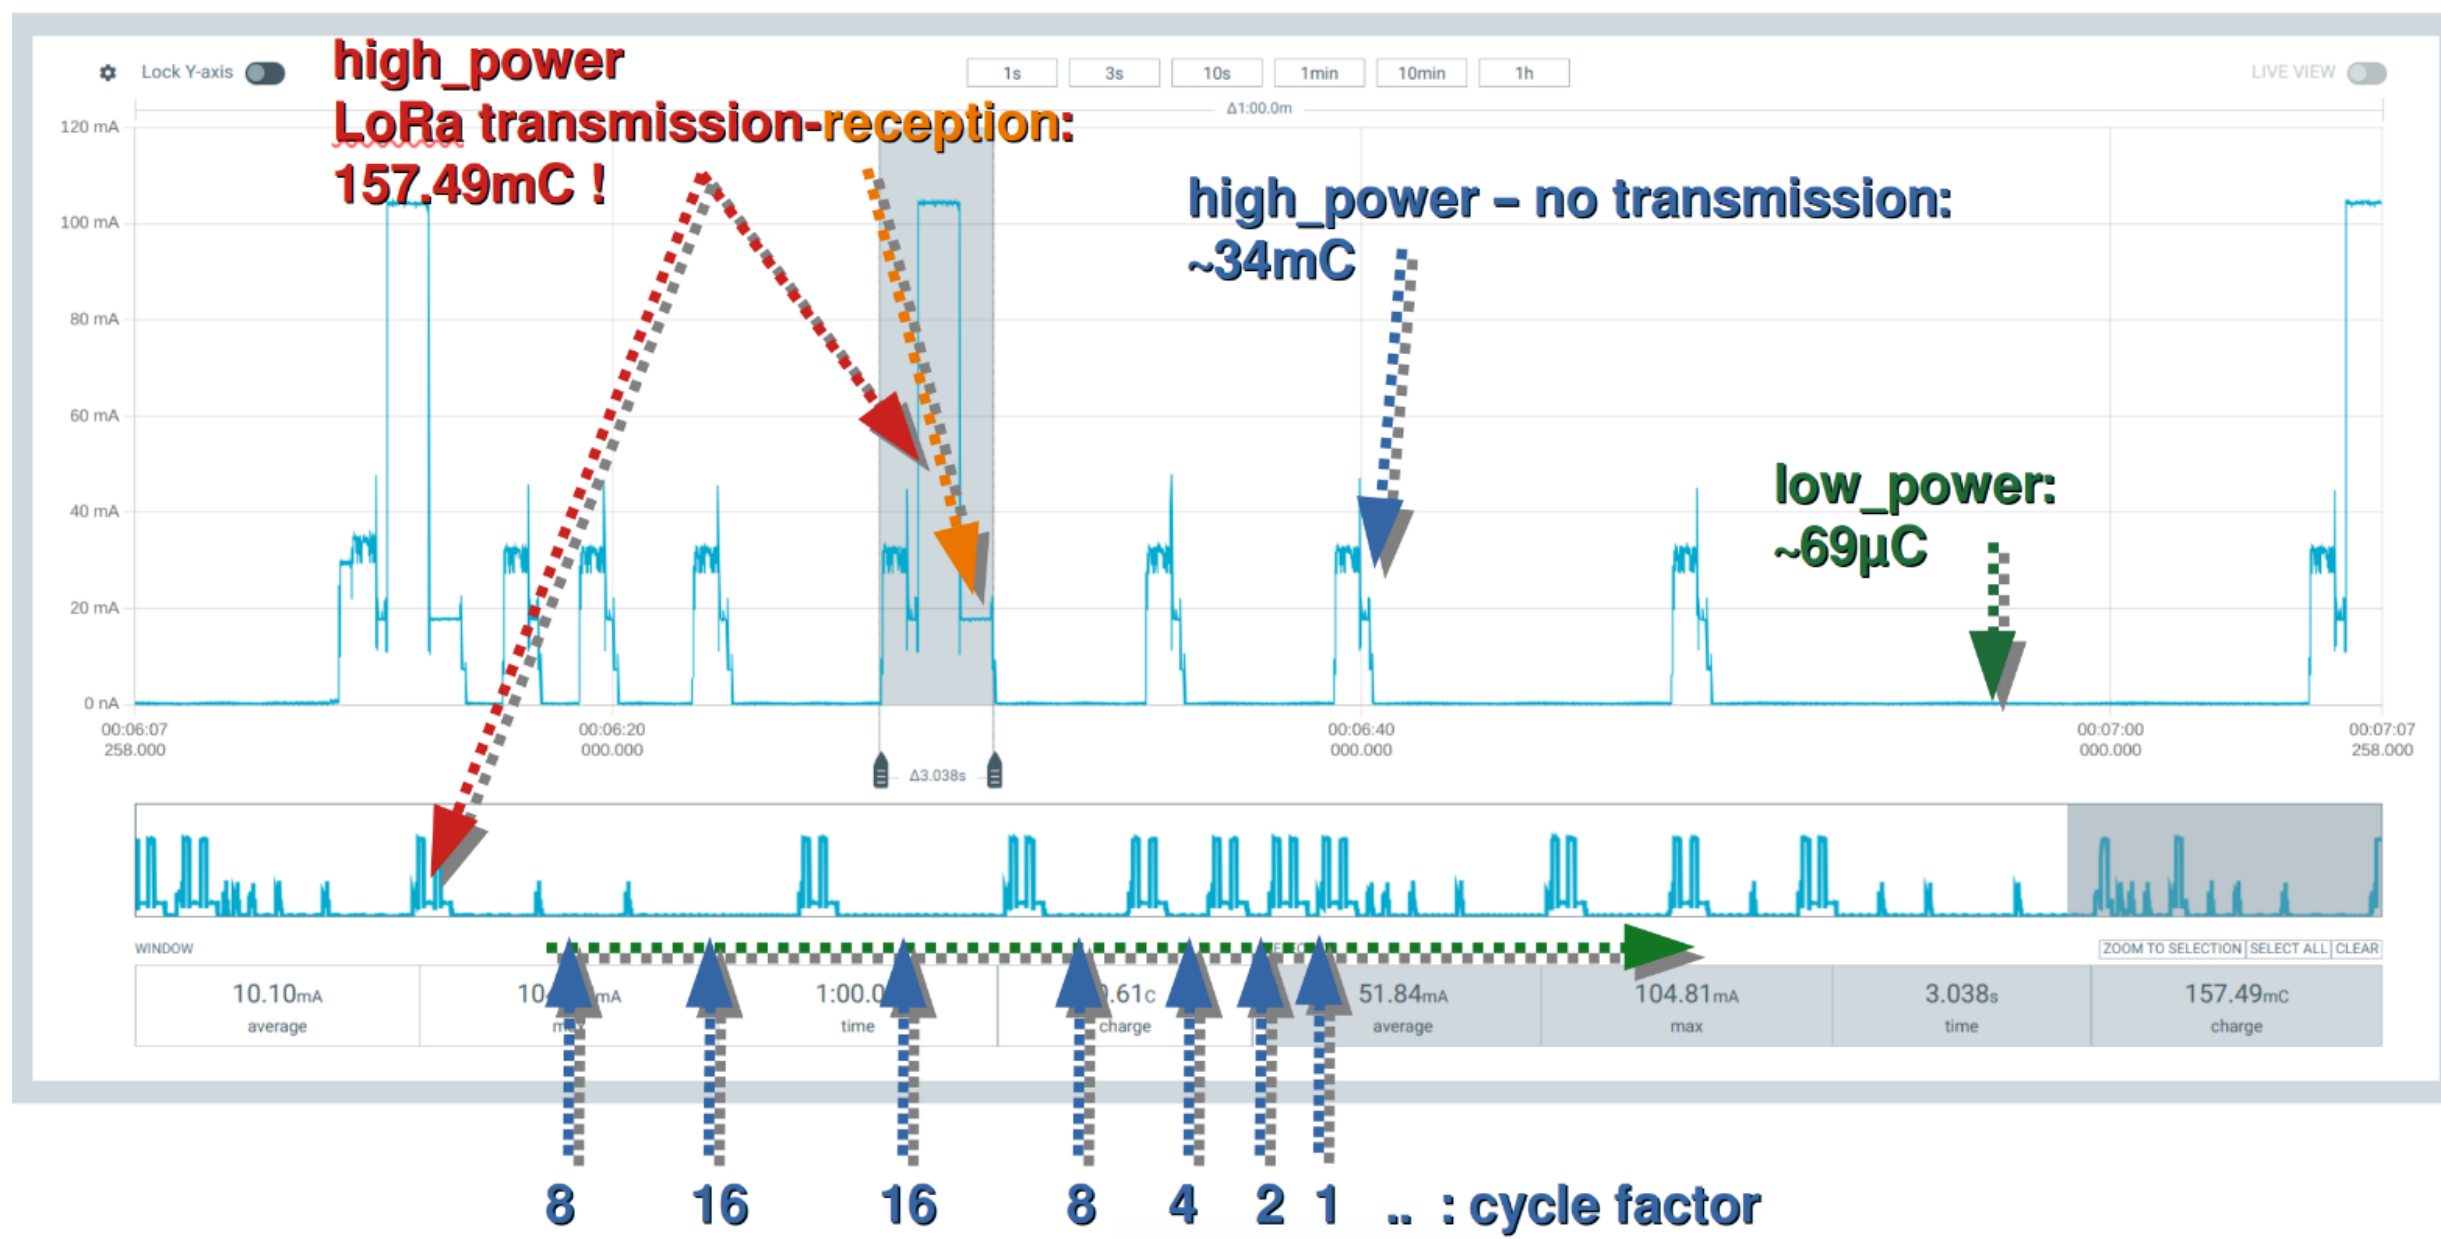 high_power
Lock Y-axis
1s 3s 10s 1min 10min 1h
LIVE VIEW
Δ1:00.0m
LoRa transmission-reception:
157.49mC !
high_power – no transmission:
~34mC
low_power:
~69µC
120 mA
100 mA
80 mA
60 mA
40 mA
20 mA
0 nA
00:06:07
258.000
00:06:20
000.000
00:06:40
000.000
00:07:00
000.000
00:07:07
258.000
Δ3.038s
WINDOW
ZOOM TO SELECTION SELECT ALL CLEAR
10.10mA
average
mA
max
1:00.0
time
.61c
charge
51.84mA
average
104.81mA
max
3.038s
time
157.49mC
charge
8 16 16 8 4 2 1 .. : cycle factor